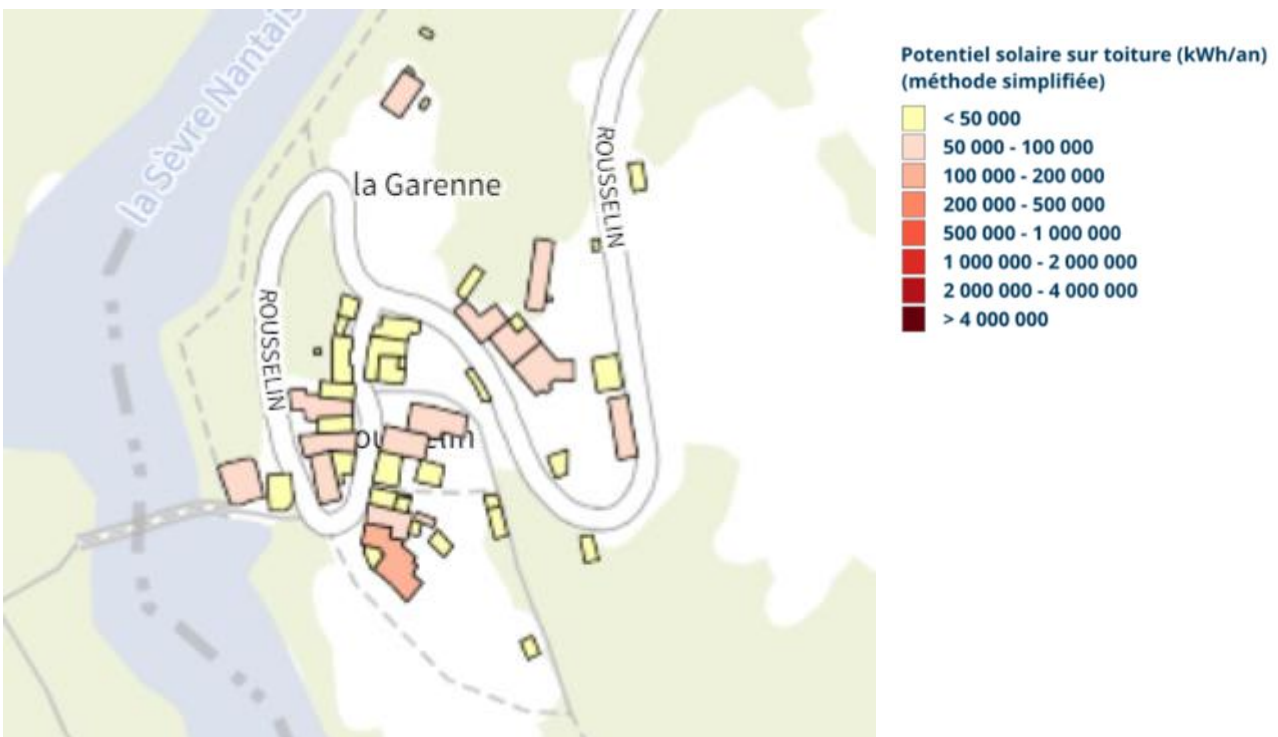 la Sèvre Nantais
la Garenne
ROUSSELIN
ROUSSELIN
Potentiel solaire sur toiture (kWh/an)
(méthode simplifiée)
< 50 000
50 000 - 100 000
100 000 - 200 000
200 000 - 500 000
500 000 - 1 000 000
1 000 000 - 2 000 000
2 000 000 - 4 000 000
> 4 000 000